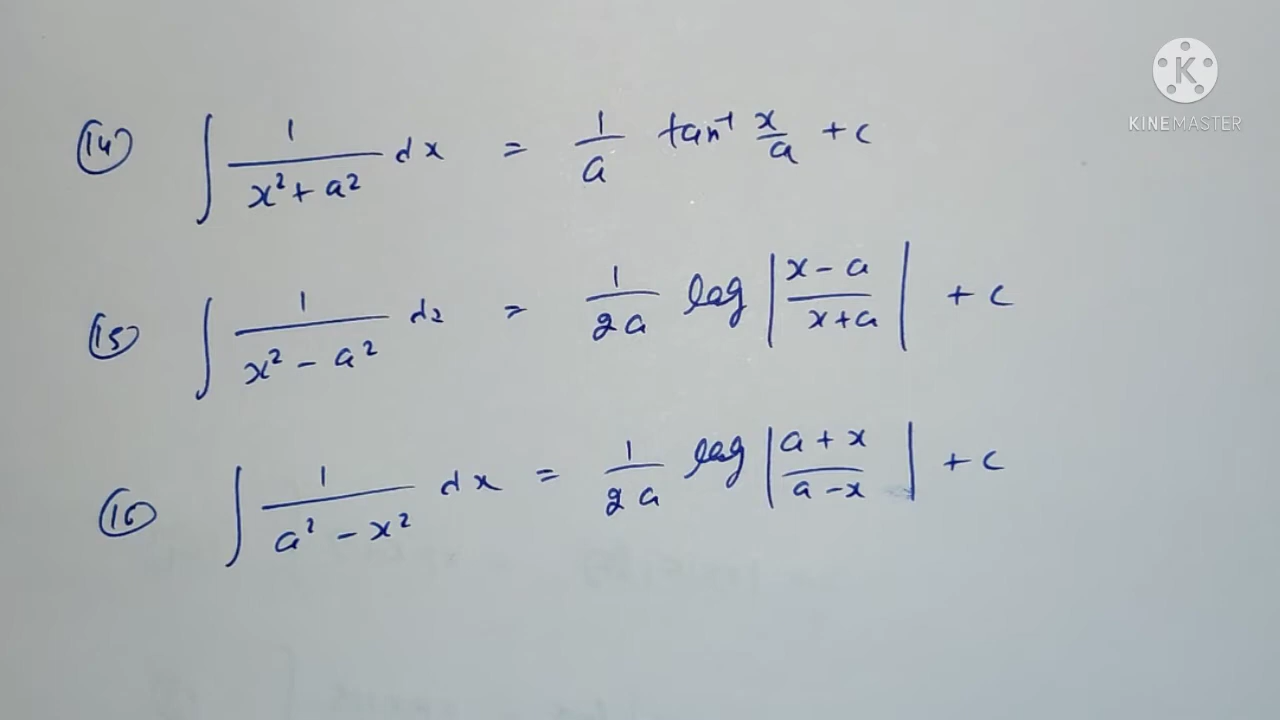 KINEMASTER
(14) ∫ 1/(x² + a²) dx = 1/a tan⁻¹ x/a + c
(15) ∫ 1/(x² - a²) dz = 1/2a log |(x - a)/(x + a)| + c
(16) ∫ 1/(a² - x²) dx = 1/2a log |(a + x)/(a - x)| + c